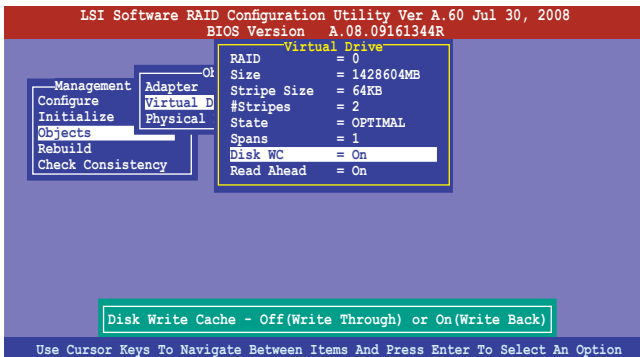 LSI Software RAID Configuration Utility Ver A.60 Jul 30, 2008
BIOS Version A.08.09161344R
Management
Configure
Initialize
Objects
Rebuild
Check Consistency
Ob
Adapter
Virtual D
Physical
Virtual Drive
RAID = 0
Size = 1428604MB
Stripe Size = 64KB
#Stripes = 2
State = OPTIMAL
Spans = 1
Disk WC = On
Read Ahead = On
Disk Write Cache - Off(Write Through) or On(Write Back)
Use Cursor Keys To Navigate Between Items And Press Enter To Select An Option